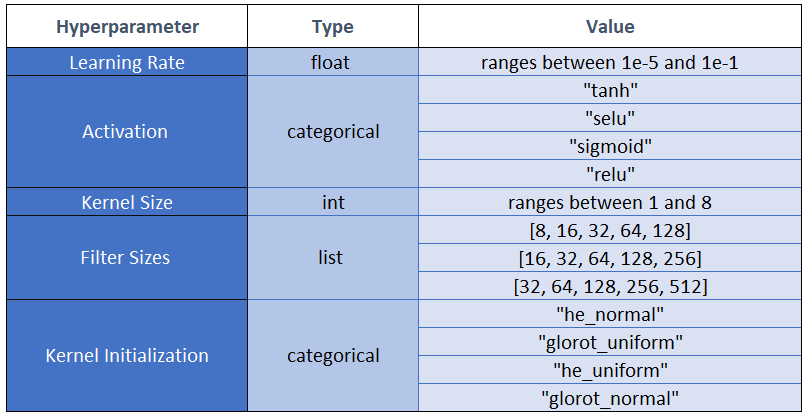 Hyperparameter Type Value
Learning Rate float ranges between 1e-5 and 1e-1
Activation categorical "tanh"
"selu"
"sigmoid"
"relu"
Kernel Size int ranges between 1 and 8
Filter Sizes list [8, 16, 32, 64, 128]
[16, 32, 64, 128, 256]
[32, 64, 128, 256, 512]
Kernel Initialization categorical "he_normal"
"glorot_uniform"
"he_uniform"
"glorot_normal"